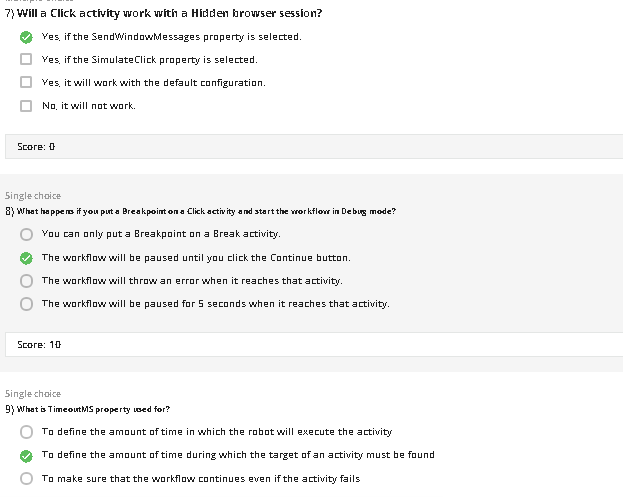 7) Will a Click activity work with a Hidden browser session?
Yes, if the SendWindowMessages property is selected.
Yes, if the SimulateClick property is selected.
Yes, it will work with the default configuration.
No, it will not work.
Score: 0
Single choice
8) What happens if you put a Breakpoint on a Click activity and start the workflow in Debug mode?
You can only put a Breakpoint on a Break activity.
The workflow will be paused until you click the Continue button.
The workflow will throw an error when it reaches that activity.
The workflow will be paused for 5 seconds when it reaches that activity.
Score: 10
Single choice
9) What is TimeoutMS property used for?
To define the amount of time in which the robot will execute the activity
To define the amount of time during which the target of an activity must be found
To make sure that the workflow continues even if the activity fails